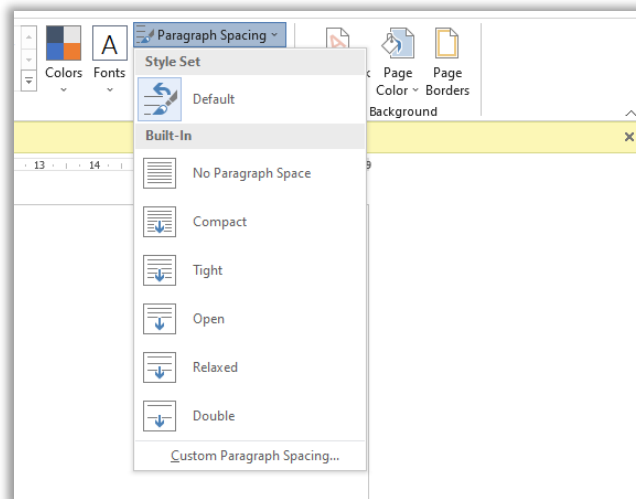 Paragraph Spacing
Colors Fonts
A
Page Color
Page Borders
Background
Style Set
Default
Built-In
13 14
9
No Paragraph Space
Compact
Tight
Open
Relaxed
Double
Custom Paragraph Spacing...